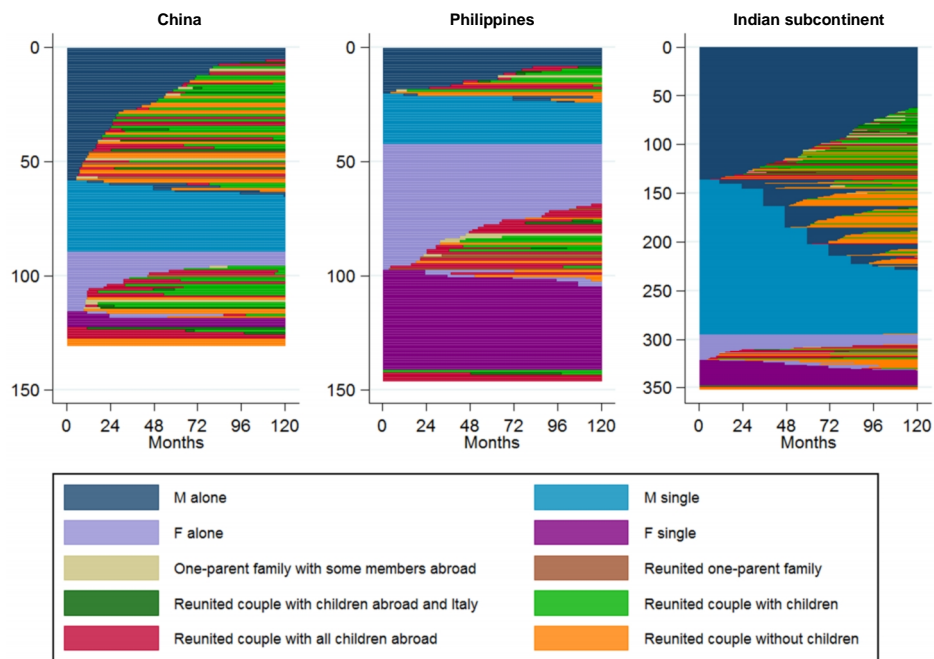 China
Philippines
Indian subcontinent
0
50
100
150
0 24 48 72 96 120
Months
0
50
100
150
0 24 48 72 96 120
Months
0
50
100
150
200
250
300
350
0 24 48 72 96 120
Months
M alone
M single
F alone
F single
One-parent family with some members abroad
Reunited one-parent family
Reunited couple with children abroad and Italy
Reunited couple with children
Reunited couple with all children abroad
Reunited couple without children